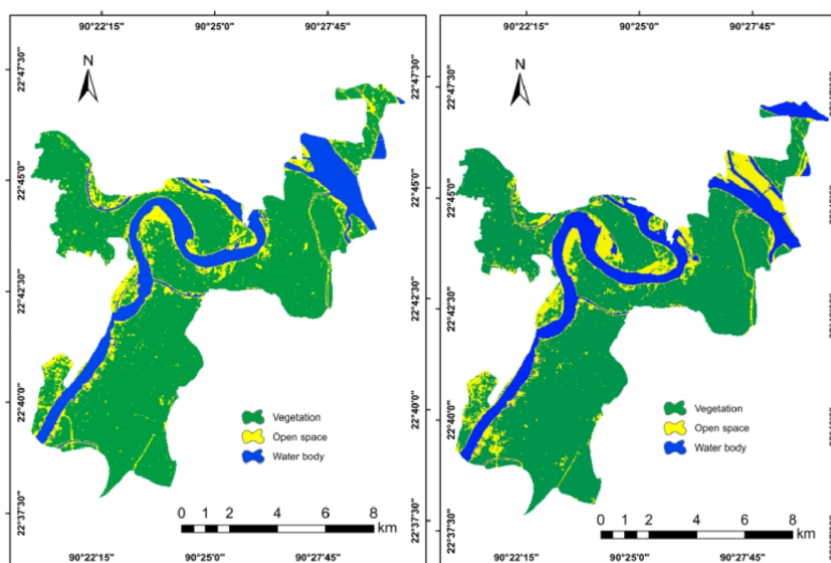 90°22'15" 90°25'0" 90°27'45"
22°47'30"
22°45'0"
22°42'30"
22°40'0"
22°37'30"
N
Vegetation
Open space
Water body
0 1 2 4 6 8
km
90°22'15" 90°25'0" 90°27'45"
90°22'15" 90°25'0" 90°27'45"
22°47'30"
22°45'0"
22°42'30"
22°40'0"
22°37'30"
N
Vegetation
Open space
Water body
0 1 2 4 6 8
km
90°22'15" 90°25'0" 90°27'45"